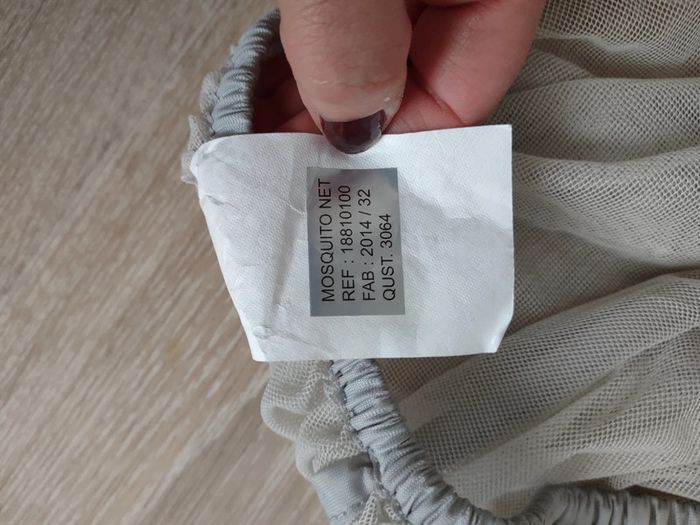 MOSQUITO NET
REF : 18810100
FAB : 2014 / 32
QUST. 3064